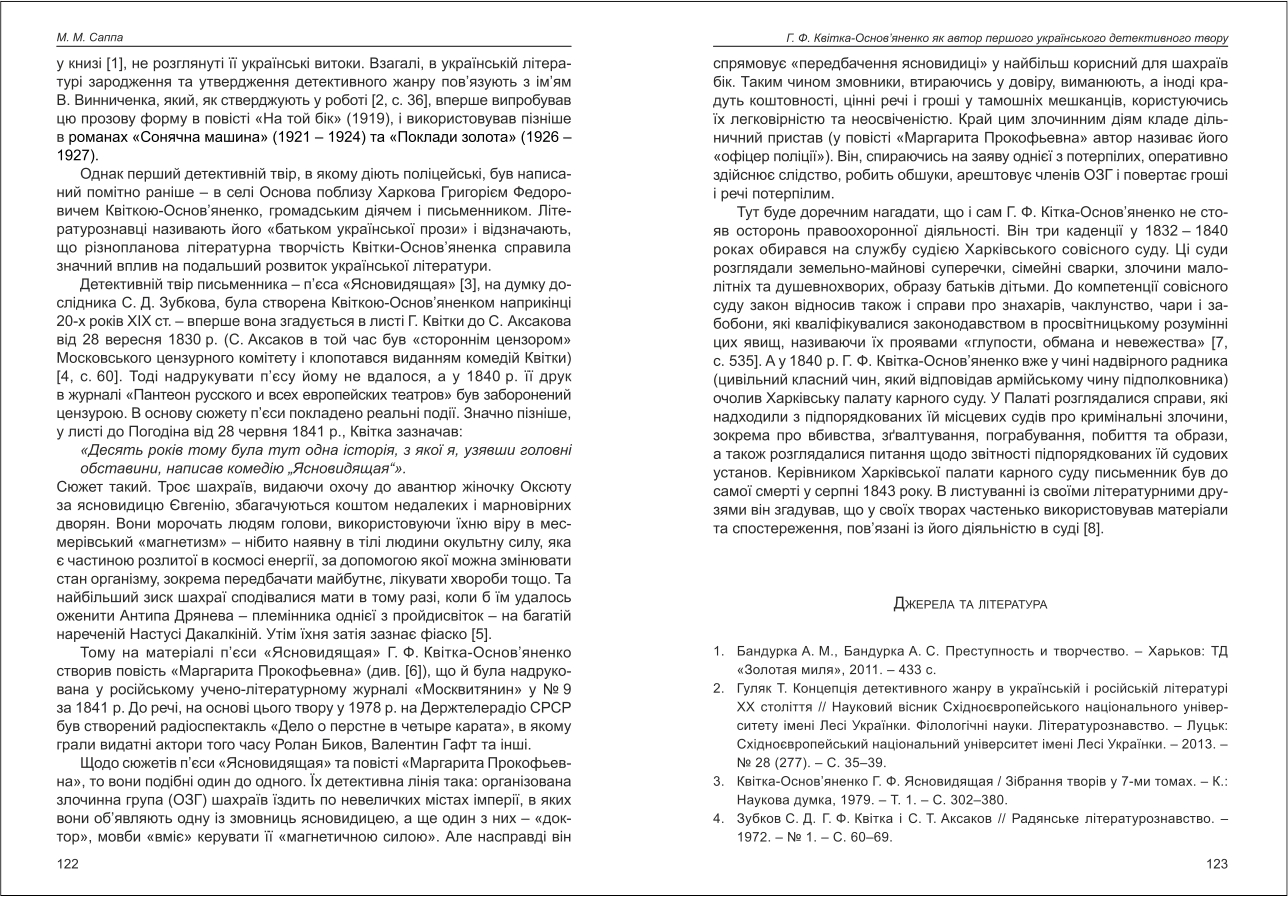 М. М. Саппа
у книзі [1], не розглянуті її українські витоки. Взагалі, в українській літера-
турі зародження та утвердження детективного жанру пов’язують з ім’ям
В. Винниченка, який, як стверджують у роботі [2, с. 36], вперше випробував
цю прозову форму в повісті «На той бік» (1919), і використовував пізніше
в романах «Сонячна машина» (1921 – 1924) та «Поклади золота» (1926 –
1927).
Однак перший детективній твір, в якому діють поліцейські, був написа-
ний помітно раніше – в селі Основа поблизу Харкова Григорієм Федоро-
вичем Квіткою-Основ’яненко, громадським діячем і письменником. Літе-
ратурознавці називають його «батьком української прози» і відзначають,
що різнопланова літературна творчість Квітки-Основ’яненка справила
значний вплив на подальший розвиток української літератури.
Детективній твір письменника – п’єса «Ясновидящая» [3], на думку до-
слідника С. Д. Зубкова, була створена Квіткою-Основ’яненком наприкінці
20-х років XIX ст. – вперше вона згадується в листі Г. Квітки до С. Аксакова
від 28 вересня 1830 р. (С. Аксаков в той час був «стороннім цензором»
Московського цензурного комітету і клопотався виданням комедій Квітки)
[4, с. 60]. Тоді надрукувати п’єсу йому не вдалося, а у 1840 р. її друк
в журналі «Пантеон русского и всех европейских театров» був заборонений
цензурою. В основу сюжету п’єси покладено реальні події. Значно пізніше,
у листі до Погодіна від 28 червня 1841 р., Квітка зазначав:
«Десять років тому була тут одна історія, з якої я, узявши головні
обставини, написав комедію „Ясновидящая“».
Сюжет такий. Троє шахраїв, видаючи охочу до авантюр жіночку Оксюту
за ясновидицю Євгенію, збагачуються коштом недалеких і марновірних
дворян. Вони морочать людям голови, використовуючи їхню віру в мес-
мерівський «магнетизм» – нібито наявну в тілі людини окультну силу, яка
є частиною розлитої в космосі енергії, за допомогою якої можна змінювати
стан організму, зокрема передбачати майбутнє, лікувати хвороби тощо. Та
найбільший зиск шахраї сподівалися мати в тому разі, коли б їм удалось
оженити Антипа Дрянева – племінника однієї з пройдисвіток – на багатій
нареченій Настусі Дакалкіній. Утім їхня затія зазнає фіаско [5].
Тому на матеріалі п’єси «Ясновидящая» Г. Ф. Квітка-Основ’яненко
створив повість «Маргарита Прокофьевна» (див. [6]), що й була надруко-
вана у російському учено-літературному журналі «Москвитянин» у № 9
за 1841 р. До речі, на основі цього твору у 1978 р. на Держтелерадіо СРСР
був створений радіоспектакль «Дело о перстне в четыре карата», в якому
грали видатні актори того часу Ролан Биков, Валентин Гафт та інші.
Щодо сюжетів п’єси «Ясновидящая» та повісті «Маргарита Прокофьев-
на», то вони подібні один до одного. Їх детективна лінія така: організована
злочинна група (ОЗГ) шахраїв їздить по невеличких містах імперії, в яких
вони об’являють одну із змовниць ясновидицею, а ще один з них – «док-
тор», мовби «вміє» керувати її «магнетичною силою». Але насправді він
122
Г. Ф. Квітка-Основ’яненко як автор першого українського детективного твору
спрямовує «передбачення ясновидиці» у найбільш корисний для шахраїв
бік. Таким чином змовники, втираючись у довіру, виманюють, а іноді кра-
дуть коштовності, цінні речі і гроші у тамошніх мешканців, користуючись
їх легковірністю та неосвіченістю. Край цим злочинним діям кладе діль-
ничний пристав (у повісті «Маргарита Прокофьевна» автор називає його
«офіцер поліції»). Він, спираючись на заяву однієї з потерпілих, оперативно
здійснює слідство, робить обшуки, арештовує членів ОЗГ і повертає гроші
і речі потерпілим.
Тут буде доречним нагадати, що і сам Г. Ф. Кітка-Основ’яненко не сто-
яв осторонь правоохоронної діяльності. Він три каденції у 1832 – 1840
роках обирався на службу судією Харківського совісного суду. Ці суди
розглядали земельно-майнові суперечки, сімейні сварки, злочини мало-
літніх та душевнохворих, образу батьків дітьми. До компетенції совісного
суду закон відносив також і справи про знахарів, чаклунство, чари і за-
бобони, які кваліфікувалися законодавством в просвітницькому розумінні
цих явищ, називаючи їх проявами «глупости, обмана и невежества» [7,
с. 535]. А у 1840 р. Г. Ф. Квітка-Основ’яненко вже у чині надвірного радника
(цивільний класний чин, який відповідав армійському чину підполковника)
очолив Харківську палату карного суду. У Палаті розглядалися справи, які
надходили з підпорядкованих їй місцевих судів про кримінальні злочини,
зокрема про вбивства, зґвалтування, пограбування, побиття та образи,
а також розглядалися питання щодо звітності підпорядкованих їй судових
установ. Керівником Харківської палати карного суду письменник був до
самої смерті у серпні 1843 року. В листуванні із своїми літературними дру-
зями він згадував, що у своїх творах частенько використовував матеріали
та спостереження, пов’язані із його діяльністю в суді [8].
Джерела та література
1. Бандурка А. М., Бандурка А. С. Преступность и творчество. – Харьков: ТД
«Золотая миля», 2011. – 433 с.
2. Гуляк Т. Концепція детективного жанру в українській і російській літературі
ХХ століття // Науковий вісник Східноєвропейського національного універ-
ситету імені Лесі Українки. Філологічні науки. Літературознавство. – Луцьк:
Східноєвропейський національний університет імені Лесі Українки. – 2013. –
№ 28 (277). – С. 35–39.
3. Квітка-Основ’яненко Г. Ф. Ясновидящая / Зібрання творів у 7-ми томах. – К.:
Наукова думка, 1979. – Т. 1. – С. 302–380.
4. Зубков С. Д. Г. Ф. Квітка і С. Т. Аксаков // Радянське літературознавство. –
1972. – № 1. – С. 60–69.
123